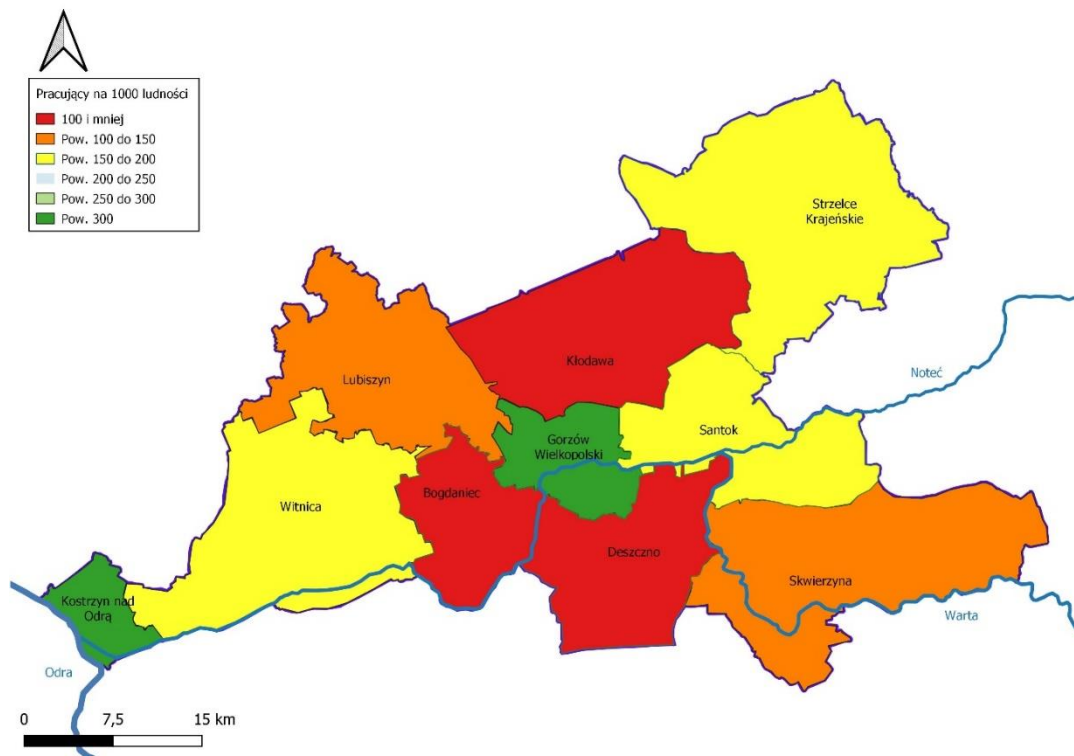 Pracujący na 1000 ludności
100 i mniej
Pow. 100 do 150
Pow. 150 do 200
Pow. 200 do 250
Pow. 250 do 300
Pow. 300
Strzelce
Krajeńskie
Kłodawa
Noteć
Lubiszyn
Santok
Gorzów
Wielkopolski
Bogdaniec
Witnica
Deszczno
Skwierzyna
Kostrzyn nad
Odrą
Warta
Odra
0 7,5 15 km